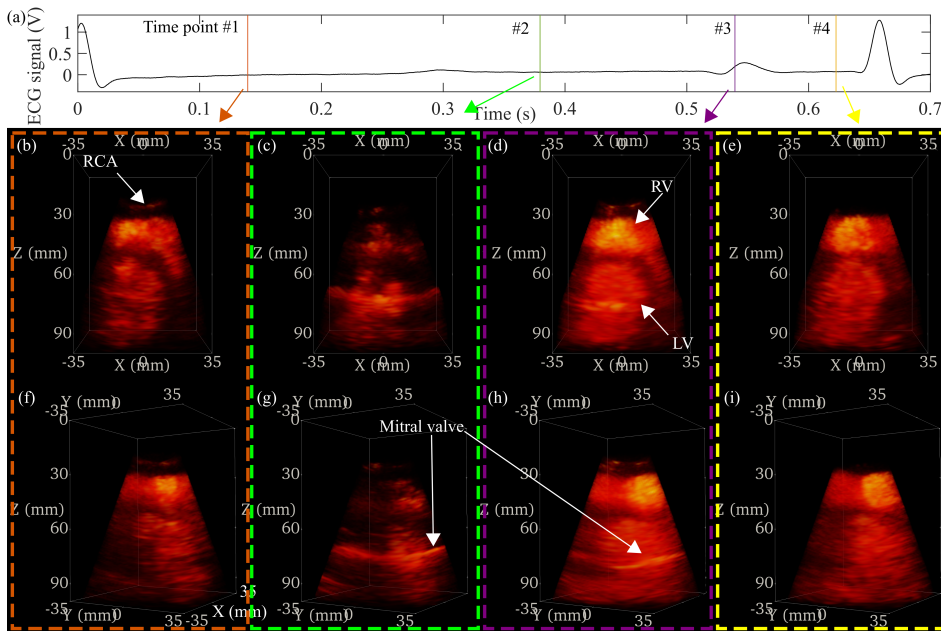 (a)
ECG signal (V)
1
0.5
0
Time point #1
#2
#3
#4
0
0.1
0.2
0.3
0.4
0.5
0.6
0.7
Time (s)
(b)
-35 X (mm) 0 35
0
RCA
30
Z (mm)
60
90
-35 0 35
X (mm)
(c)
-35 X (mm) 0 35
0
30
Z (mm)
60
90
-35 0 35
X (mm)
(d)
-35 X (mm) 0 35
0
RV
30
Z (mm)
60
LV
90
-35 0 35
X (mm)
(e)
-35 X (mm) 0 35
0
30
Z (mm)
60
90
-35 0 35
X (mm)
(f)
-35 Y (mm) 0 35
0
30
Z (mm)
60
90
-35 0 35 -35 35
Y (mm) X (mm)
(g)
-35 Y (mm) 0 35
0
Mitral valve
30
Z (mm)
60
90
-35 0 35
Y (mm)
(h)
-35 Y (mm) 0 35
0
30
Z (mm)
60
90
-35 0 35
Y (mm)
(i)
-35 Y (mm) 0 35
0
30
Z (mm)
60
90
-35 0 35
Y (mm)